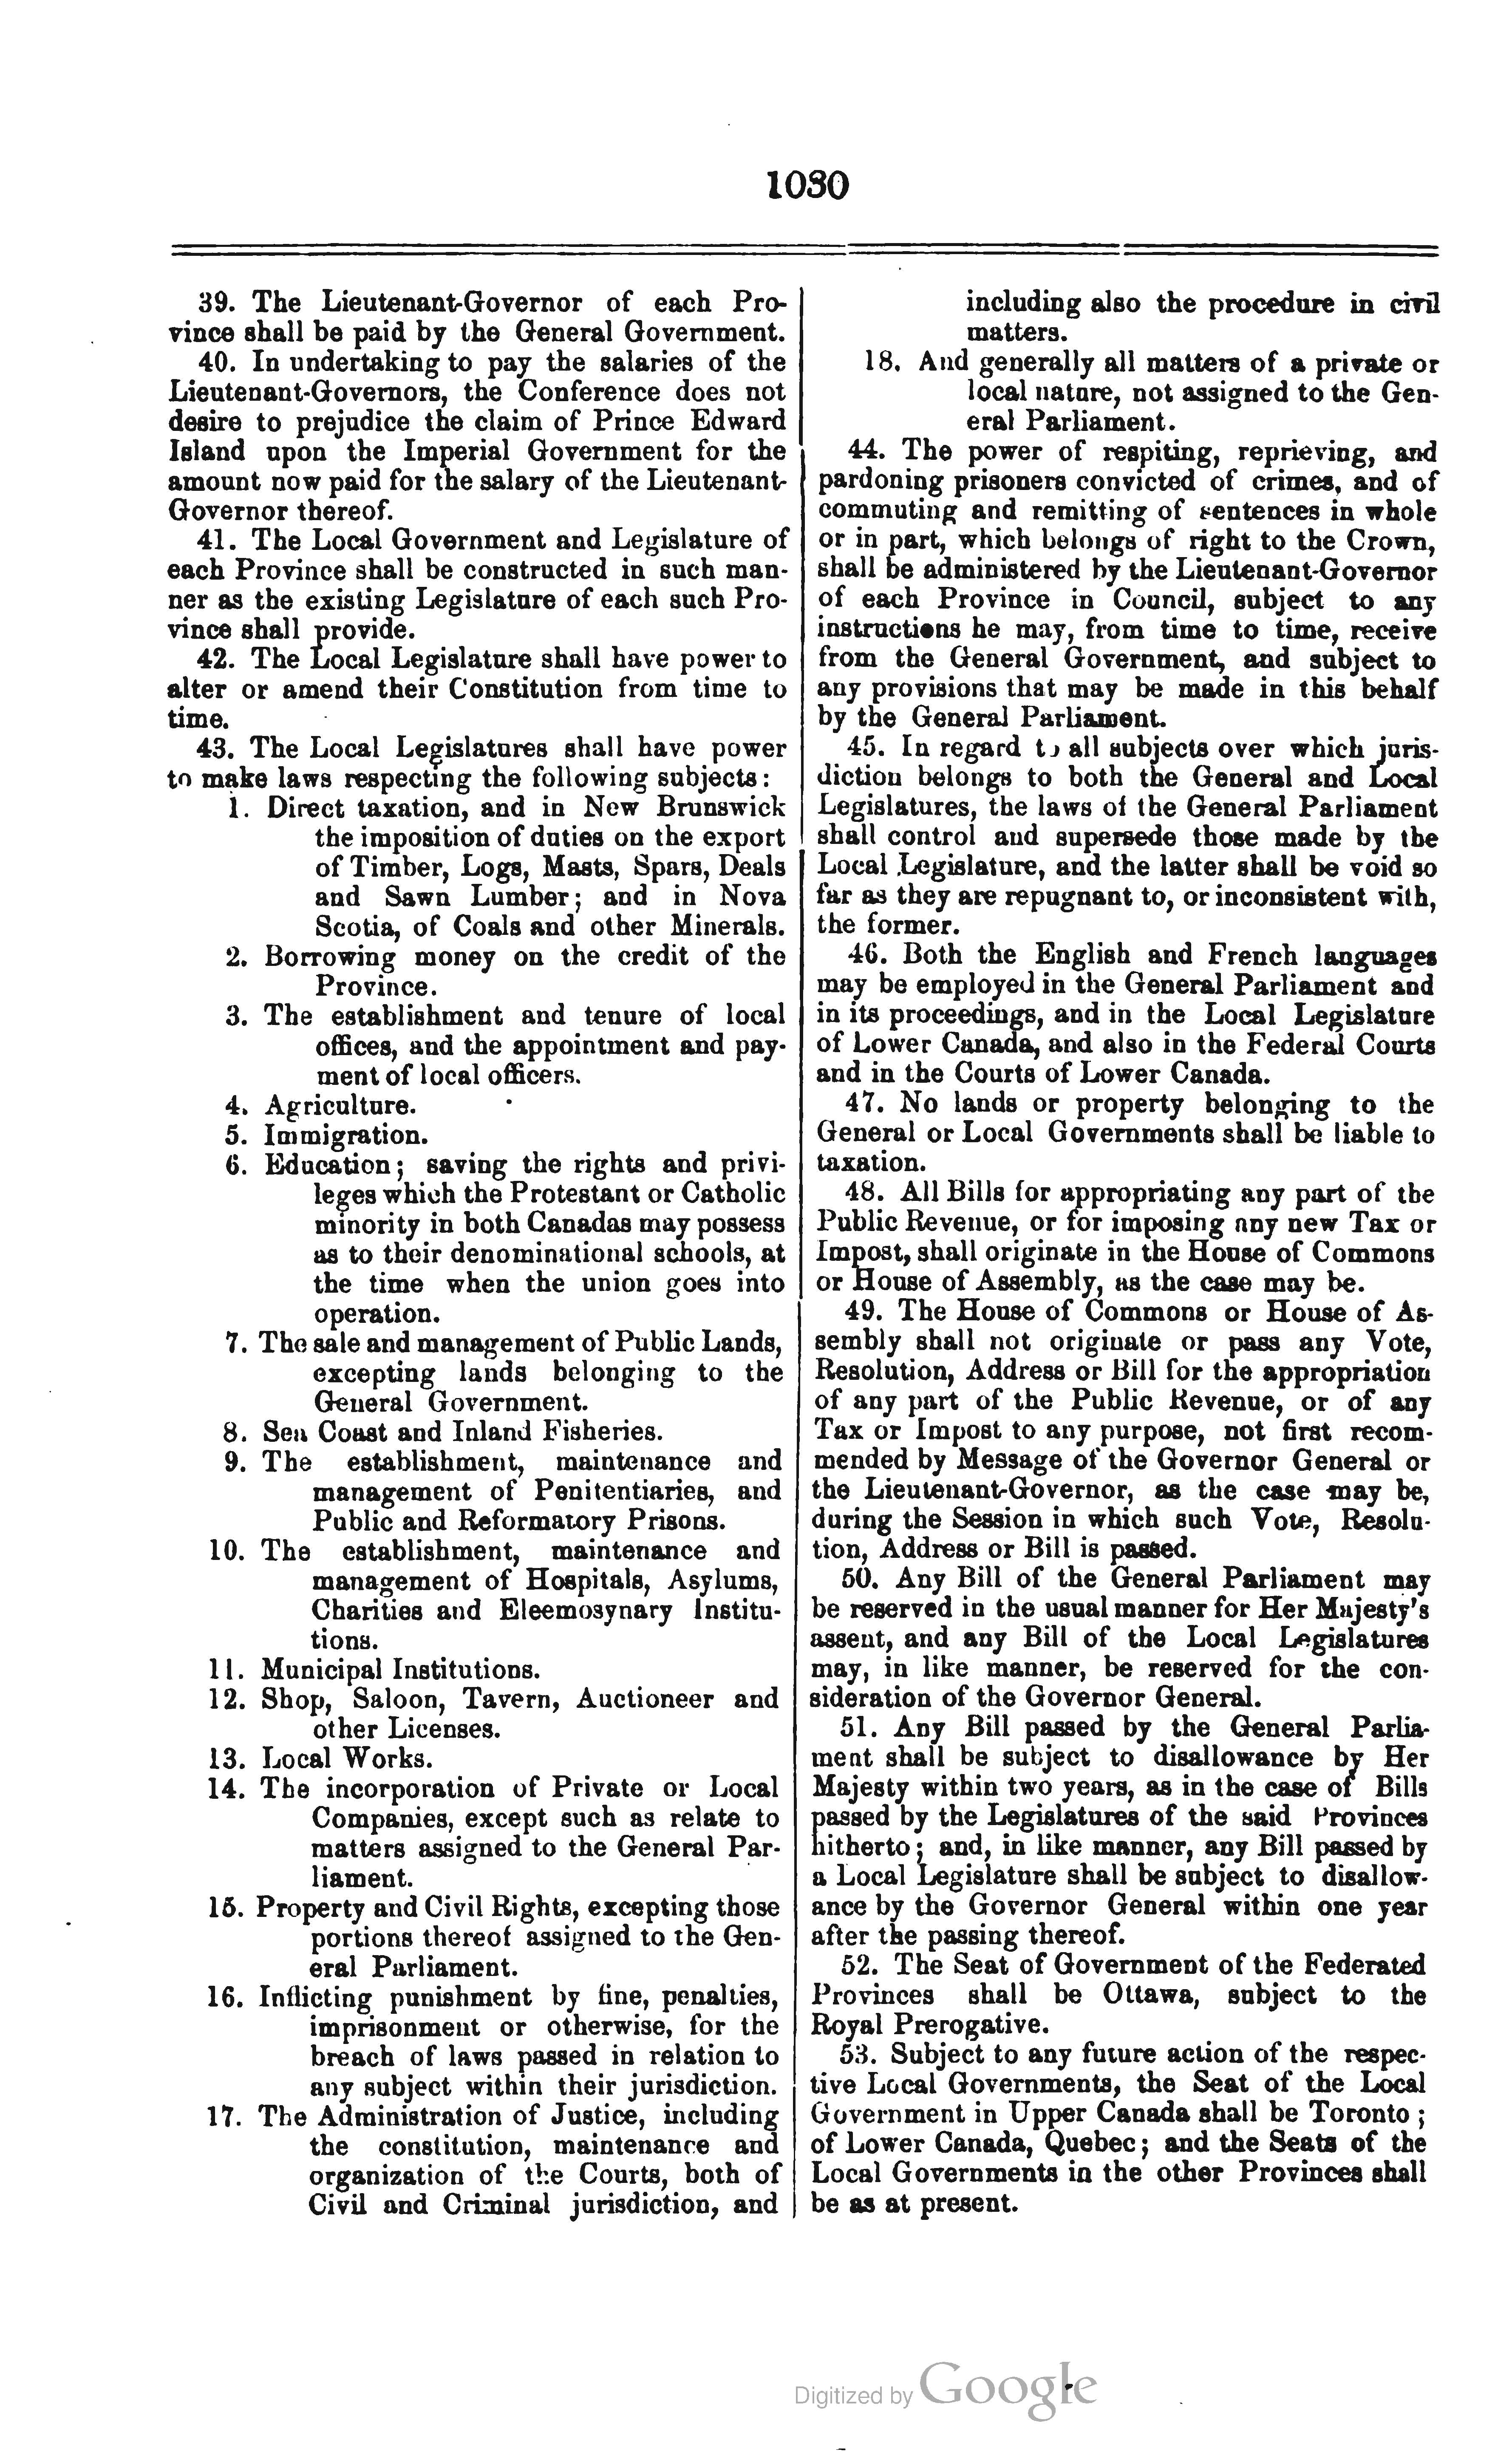 1030
39. The Lieutenant-Governor of each Pro-
vince shall be paid by the General Government.
40. In undertaking to pay the salaries of the
Lieutenant-Governors, the Conference does not
desire to prejudice the claim of Prince Edward
Island upon the Imperial Government for the
amount now paid for the salary of the Lieutenant-
Governor thereof.
41. The Local Government and Legislature of
each Province shall be constructed in such man-
ner as the existing Legislature of each such Pro-
vince shall provide.
42. The Local Legislature shall have power to
alter or amend their Constitution from time to
time.
43. The Local Legislatures shall have power
to make laws respecting the following subjects:
1. Direct taxation, and in New Brunswick
the imposition of duties on the export
of Timber, Logs, Masts, Spars, Deals
and Sawn Lumber; and in Nova
Scotia, of Coals and other Minerals.
2. Borrowing money on the credit of the
Province.
3. The establishment and tenure of local
offices, and the appointment and pay-
ment of local officers.
4. Agriculture.
5. Immigration.
6. Education; saving the rights and privi-
leges which the Protestant or Catholic
minority in both Canadas may possess
as to their denominational schools, at
the time when the union goes into
operation.
7. The sale and management of Public Lands,
excepting lands belonging to the
General Government.
8. Sea Coast and Inland Fisheries.
9. The establishment, maintenance and
management of Penitentiaries, and
Public and Reformatory Prisons.
10. The establishment, maintenance and
management of Hospitals, Asylums,
Charities and Eleemosynary Institu-
tions.
11. Municipal Institutions.
12. Shop, Saloon, Tavern, Auctioneer and
other Licenses.
13. Local Works.
14. The incorporation of Private or Local
Companies, except such as relate to
matters assigned to the General Par-
liament.
15. Property and Civil Rights, excepting those
portions thereof assigned to the Gen-
eral Parliament.
16. Inflicting punishment by fine, penalties,
imprisonment or otherwise, for the
breach of laws passed in relation to
any subject within their jurisdiction.
17. The Administration of Justice, including
the constitution, maintenance and
organization of the Courts, both of
Civil and Criminal jurisdiction, and
including also the procedure in civil
matters.
18. And generally all matters of a private or
local nature, not assigned to the Gen-
eral Parliament.
44. The power of respiting, reprieving, and
pardoning prisoners convicted of crimes, and of
commuting and remitting of sentences in whole
or in part, which belongs of right to the Crown,
shall be administered by the Lieutenant-Governor
of each Province in Council, subject to any
instructions he may, from time to time, receive
from the General Government, and subject to
any provisions that may be made in this behalf
by the General Parliament.
45. In regard to all subjects over which juris-
diction belongs to both the General and Local
Legislatures, the laws of the General Parliament
shall control and supersede those made by the
Local Legislature, and the latter shall be void so
far as they are repugnant to, or inconsistent with,
the former.
46. Both the English and French languages
may be employed in the General Parliament and
in its proceedings, and in the Local Legislature
of Lower Canada, and also in the Federal Courts
and in the Courts of Lower Canada.
47. No lands or property belonging to the
General or Local Governments shall be liable to
taxation.
48. All Bills for appropriating any part of the
Public Revenue, or for imposing any new Tax or
Impost, shall originate in the House of Commons
or House of Assembly, as the case may be.
49. The House of Commons or House of As-
sembly shall not originate or pass any Vote,
Resolution, Address or Bill for the appropriation
of any part of the Public Revenue, or of any
Tax or Impost to any purpose, not first recom-
mended by Message of the Governor General or
the Lieutenant-Governor, as the case may be,
during the Session in which such Vote, Resolu-
tion, Address or Bill is passed.
50. Any Bill of the General Parliament may
be reserved in the usual manner for Her Majesty's
assent, and any Bill of the Local Legislatures
may, in like manner, be reserved for the con-
sideration of the Governor General.
51. Any Bill passed by the General Parlia-
ment shall be subject to disallowance by Her
Majesty within two years, as in the case of Bills
passed by the Legislatures of the said Provinces
hitherto; and, in like manner, any Bill passed by
a Local Legislature shall be subject to disallow-
ance by the Governor General within one year
after the passing thereof.
52. The Seat of Government of the Federated
Provinces shall be Ottawa, subject to the
Royal Prerogative.
53. Subject to any future action of the respec-
tive Local Governments, the Seat of the Local
Government in Upper Canada shall be Toronto;
of Lower Canada, Quebec; and the Seats of the
Local Governments in the other Provinces shall
be as at present.
Digitized by Google